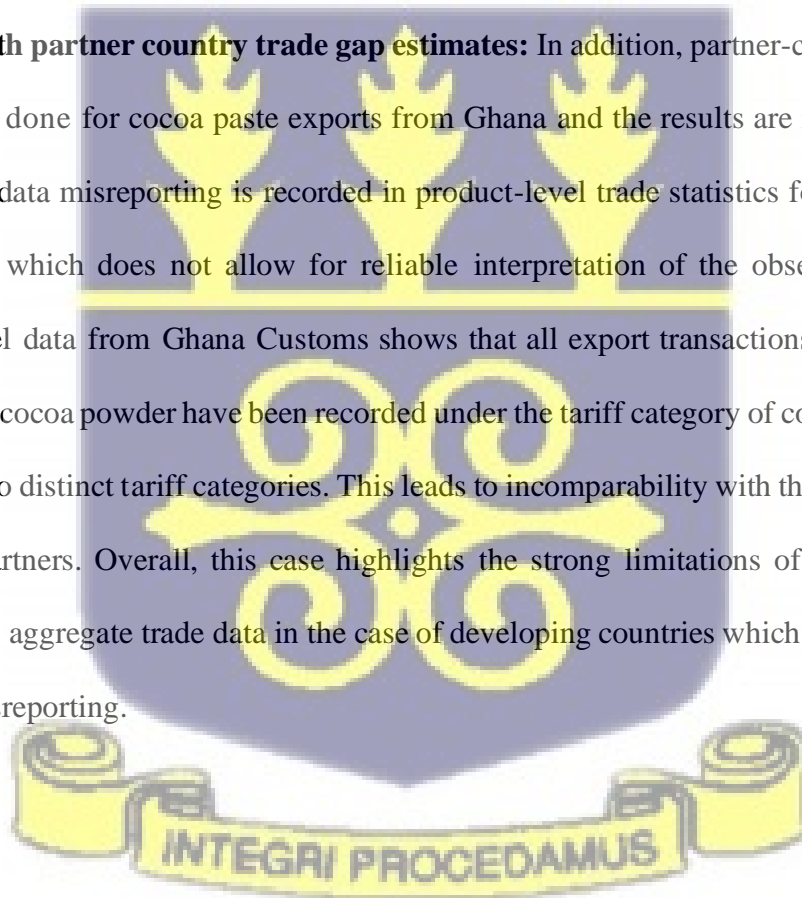 th partner country trade gap estimates: In addition, partner-c
done for cocoa paste exports from Ghana and the results are
data misreporting is recorded in product-level trade statistics fo
which does not allow for reliable interpretation of the obse
el data from Ghana Customs shows that all export transactions
cocoa powder have been recorded under the tariff category of co
o distinct tariff categories. This leads to incomparability with th
artners. Overall, this case highlights the strong limitations of
aggregate trade data in the case of developing countries which
sreporting.
INTEGRI PROCEDAMUS